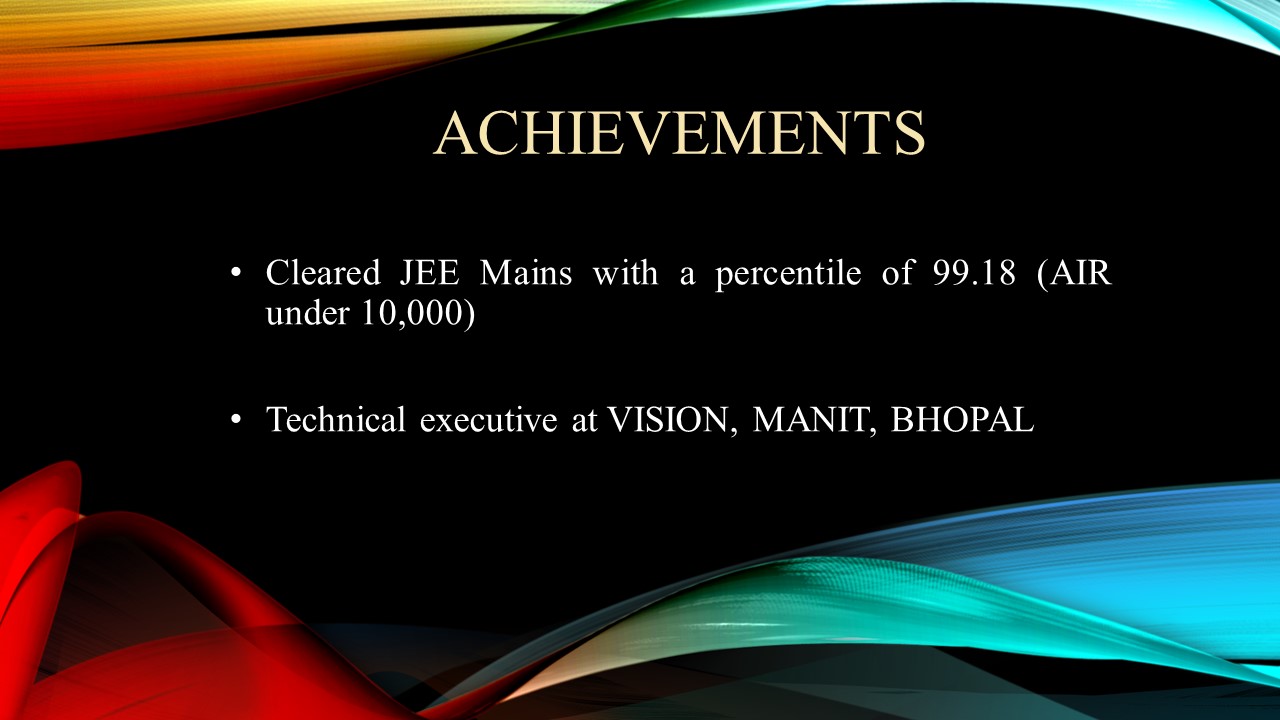 ACHIEVEMENTS
• Cleared JEE Mains with a percentile of 99.18 (AIR
under 10,000)
• Technical executive at VISION, MANIT, BHOPAL